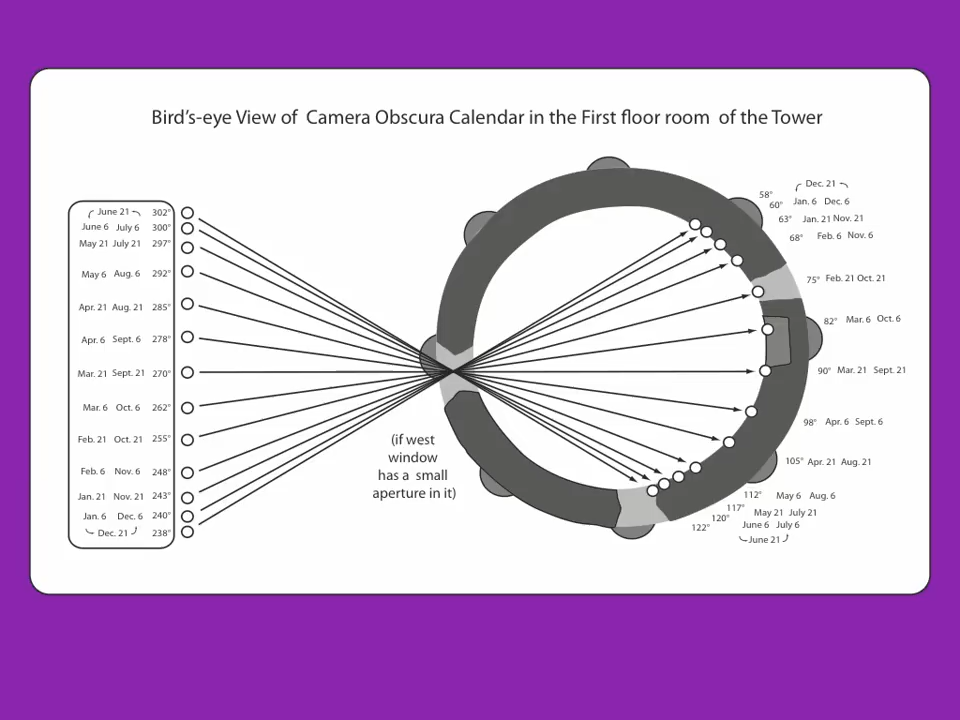 Bird's-eye View of Camera Obscura Calendar in the First floor room of the Tower
June 21 302°
June 6 July 6 300°
May 21 July 21 297°
May 6 Aug. 6 292°
Apr. 21 Aug. 21 285°
Apr. 6 Sept. 6 278°
Mar. 21 Sept. 21 270°
Mar. 6 Oct. 6 262°
Feb. 21 Oct. 21 255°
Feb. 6 Nov. 6 248°
Jan. 21 Nov. 21 243°
Jan. 6 Dec. 6 240°
Dec. 21 238°
(if west
window
has a small
aperture in it)
58° Dec. 21
60° Jan. 6 Dec. 6
63° Jan. 21 Nov. 21
68° Feb. 6 Nov. 6
75° Feb. 21 Oct. 21
82° Mar. 6 Oct. 6
90° Mar. 21 Sept. 21
98° Apr. 6 Sept. 6
105° Apr. 21 Aug. 21
112° May 6 Aug. 6
117° May 21 July 21
120° June 6 July 6
122° June 21